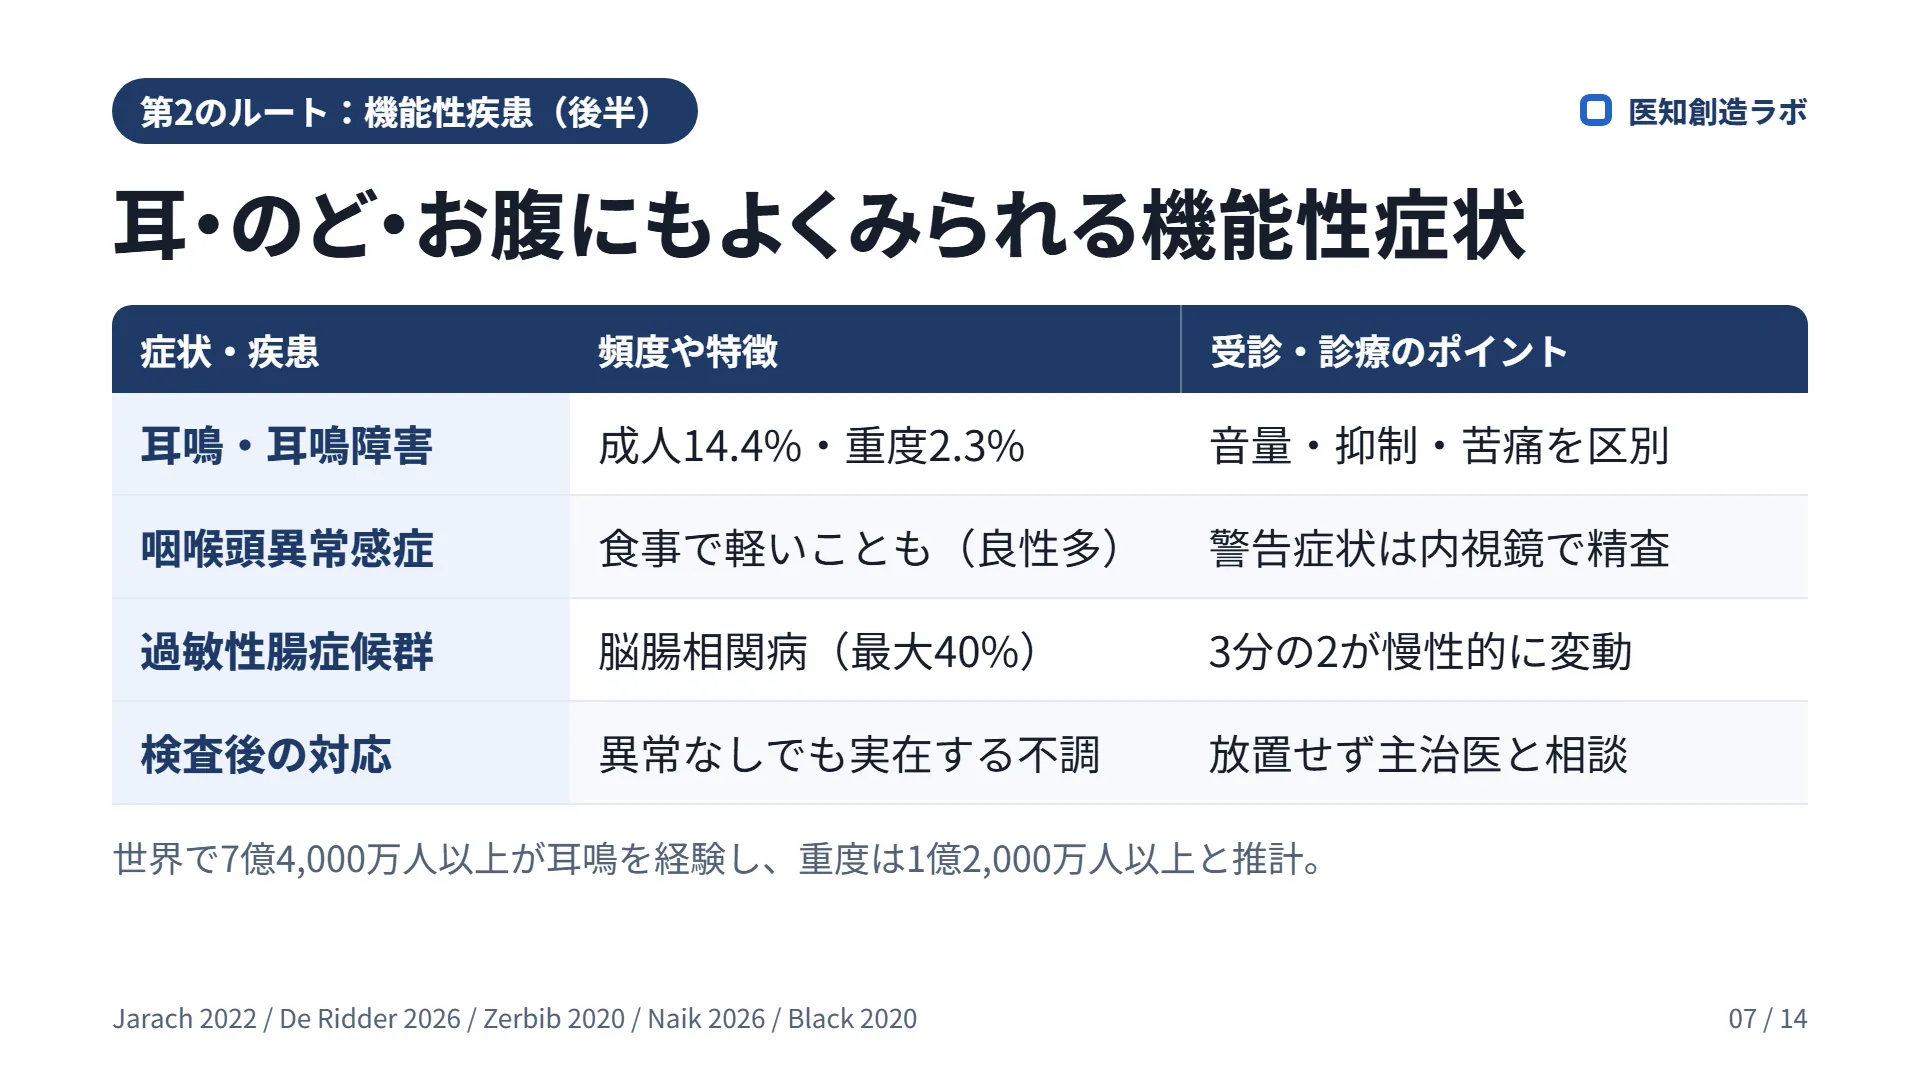 第2のルート：機能性疾患（後半）
医知創造ラボ
耳・のど・お腹にもよくみられる機能性症状
症状・疾患 頻度や特徴 受診・診療のポイント
耳鳴・耳鳴障害 成人14.4%・重度2.3% 音量・抑制・苦痛を区別
咽喉頭異常感症 食事で軽いことも（良性多） 警告症状は内視鏡で精査
過敏性腸症候群 脳腸相関病（最大40%） 3分の2が慢性的に変動
検査後の対応 異常なしでも実在する不調 放置せず主治医と相談
世界で7億4,000万人以上が耳鳴を経験し、重度は1億2,000万人以上と推計。
Jarach 2022 / De Ridder 2026 / Zerbib 2020 / Naik 2026 / Black 2020
07 / 14